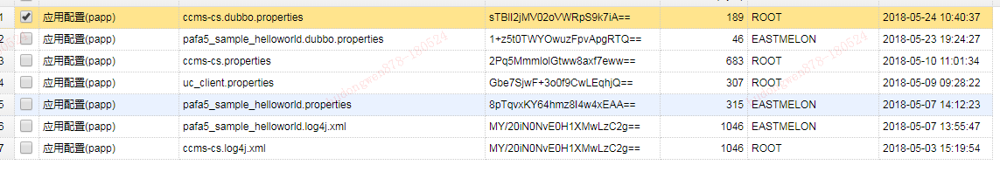 1 应用配置(papp) ccms-cs.dubbo.properties sTBlI2jMV02oVWRpS9k7iA== 189 ROOT 2018-05-24 10:40:37
2 应用配置(papp) pafa5_sample_helloworld.dubbo.properties 1+z5t0TWYOwuzFpvApgRTQ== 46 EASTMELON 2018-05-23 19:24:27
3 应用配置(papp) ccms-cs.properties 2Pq5MmmlolGtww8axf7eww== 683 ROOT 2018-05-10 11:01:34
4 应用配置(papp) uc_client.properties Gbe7SjwF+3o0f9CwLEqhjQ== 307 ROOT 2018-05-09 09:28:22
5 应用配置(papp) pafa5_sample_helloworld.properties 8pTqvxKY64hmz8I4w4xEAA== 315 EASTMELON 2018-05-07 14:12:23
6 应用配置(papp) pafa5_sample_helloworld.log4j.xml MY/20iN0NvE0H1XMwLzC2g== 1046 EASTMELON 2018-05-07 13:55:47
7 应用配置(papp) ccms-cs.log4j.xml MY/20iN0NvE0H1XMwLzC2g== 1046 ROOT 2018-05-03 15:19:54